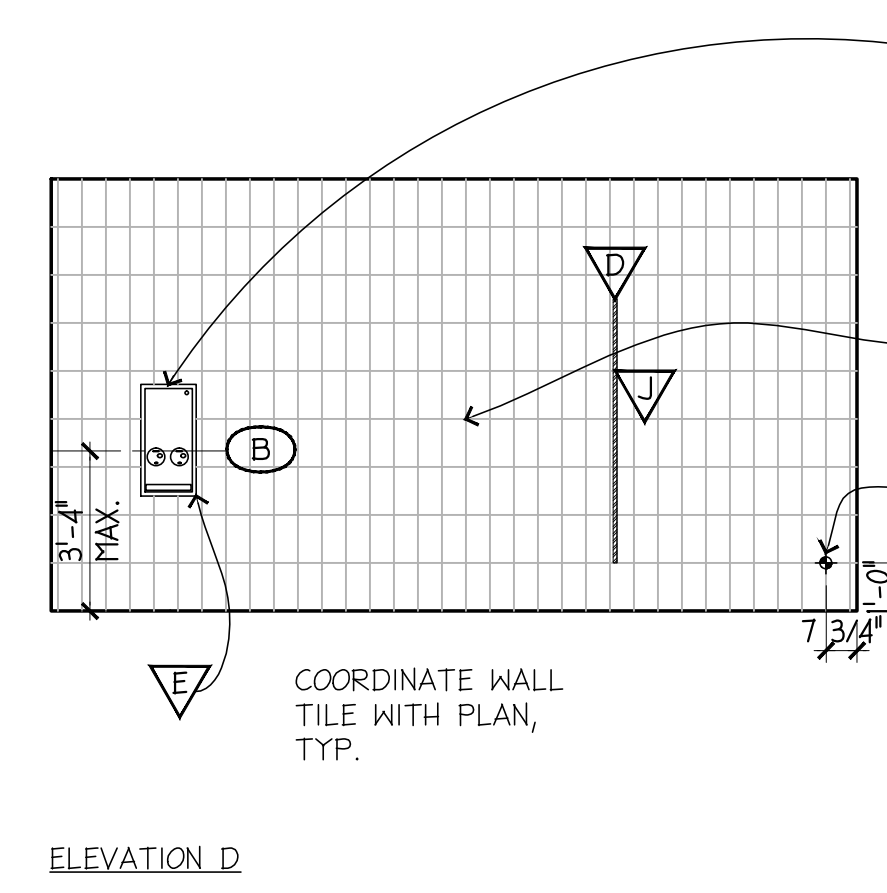 D
J
B
3'-4"
MAX.
1'-0"
7 3/4"
E
COORDINATE WALL
TILE WITH PLAN,
TYP.
ELEVATION D